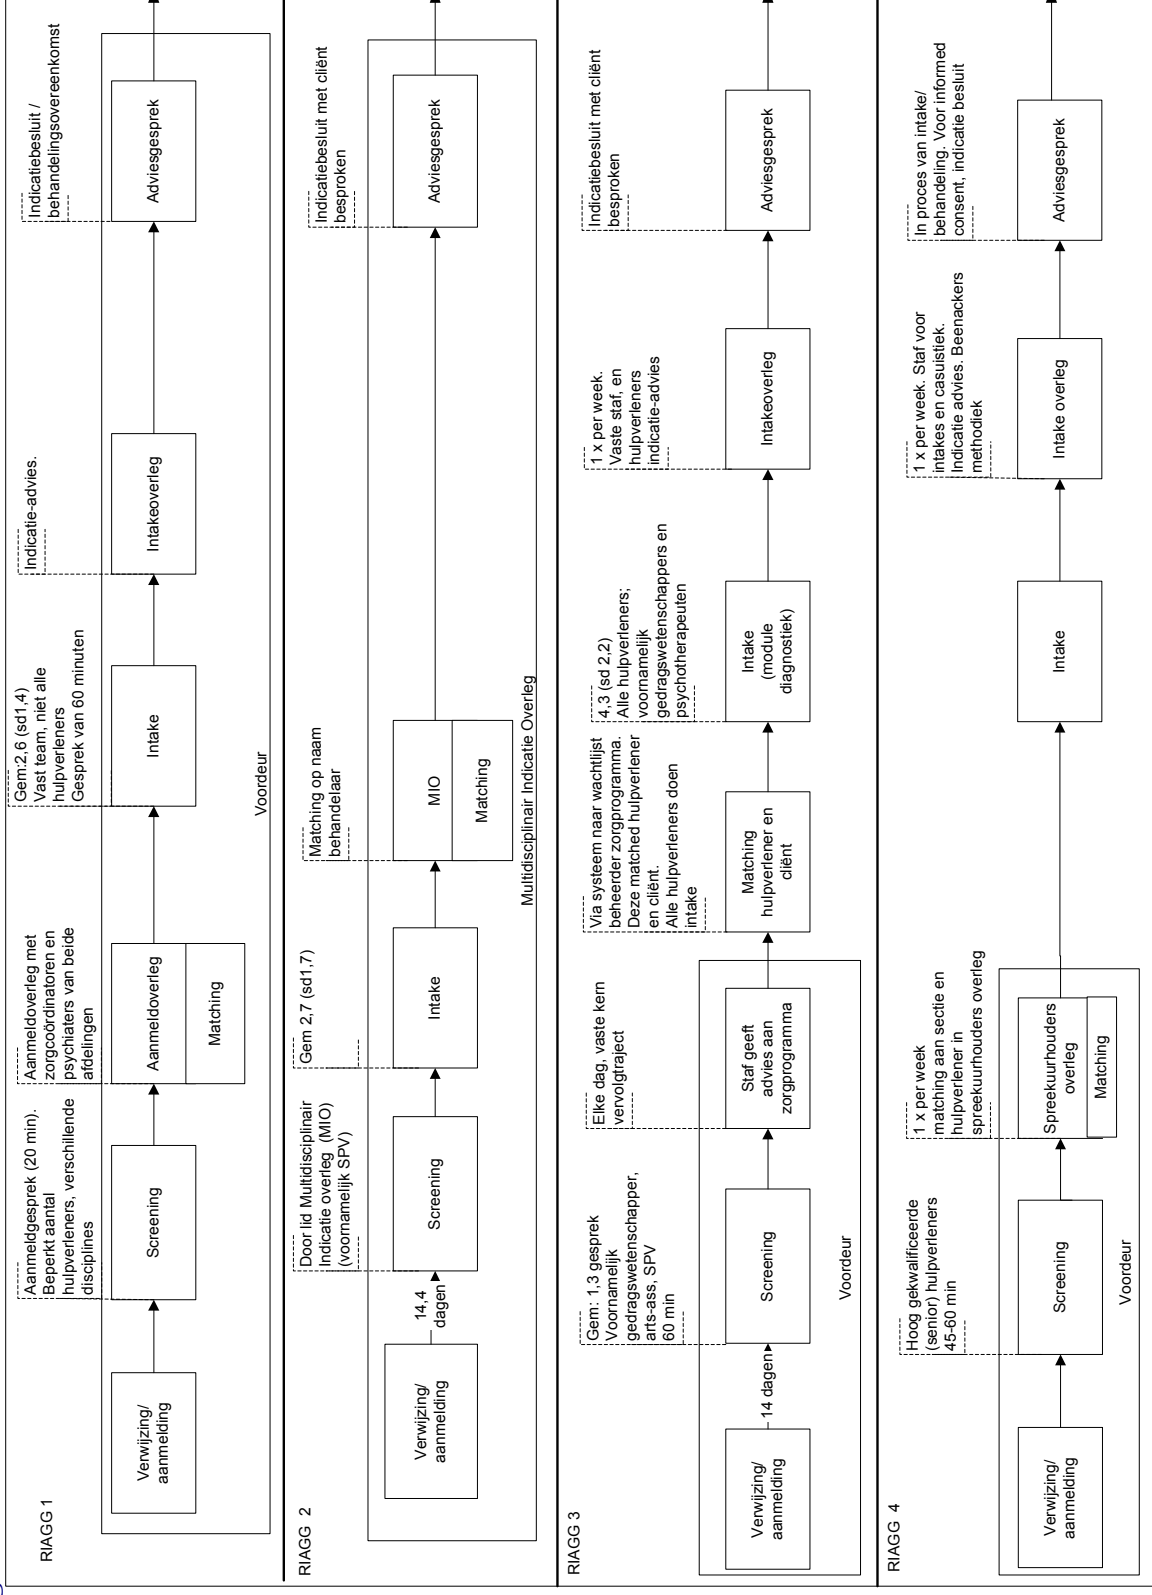 RIAGG 1
Verwijzing/
aanmelding
Aanmeldgesprek (20 min).
Beperkt aantal
hulpverleners, verschillende
disciplines
Screening
Aanmeldoverleg met
zorgcoördinatoren en
psychiaters van beide
afdelingen
Aanmeldoverleg
Matching
Gem:2,6 (sd1,4)
Vast team, niet alle
hulpverleners
Gesprek van 60 minuten
Intake
Indicatie-advies.
Intakeoverleg
Indicatiebesluit /
behandelingsovereenkomst
Adviesgesprek
Voordeur
RIAGG 2
Verwijzing/
aanmelding
14,4
dagen
Door lid Multidisciplinair
Indicatie overleg (MIO)
(voornamelijk SPV)
Screening
Gem 2,7 (sd1,7)
Intake
Matching op naam
behandelaar
MIO
Matching
Indicatiebesluit met cliënt
besproken
Adviesgesprek
Multidisciplinair Indicatie Overleg
RIAGG 3
Verwijzing/
aanmelding
14 dagen
Gem: 1,3 gesprek
Voornamelijk
gedragswetenschapper,
arts-ass, SPV
60 min
Screening
Elke dag, vaste kern
vervolgtraject
Staf geeft
advies aan
zorgprogramma
Via systeem naar wachtlijst
beheerder zorgprogramma.
Deze matched hulpverlener
en cliënt.
Alle hulpverleners doen
intake
Matching
hulpverlener en
cliënt
4,3 (sd 2,2)
Alle hulpverleners;
voornamelijk
gedragswetenschappers en
psychotherapeuten
Intake
(module
diagnostiek)
1 x per week.
Vaste staf, en
hulpverleners
indicatie-advies
Intakeoverleg
Indicatiebesluit met cliënt
besproken
Adviesgesprek
Voordeur
RIAGG 4
Verwijzing/
aanmelding
Hoog gekwalificeerde
(senior) hulpverleners
45-60 min
Screening
1 x per week
matching aan sectie en
hulpverlener in
spreekuurhouders overleg
Spreekuurhouders
overleg
Matching
Intake
1 x per week. Staf voor
intakes en casuistiek.
Indicatie advies. Beenackers
methodiek
Intake overleg
In proces van intake/
behandeling. Voor informed
consent, indicatie besluit
Adviesgesprek
Voordeur